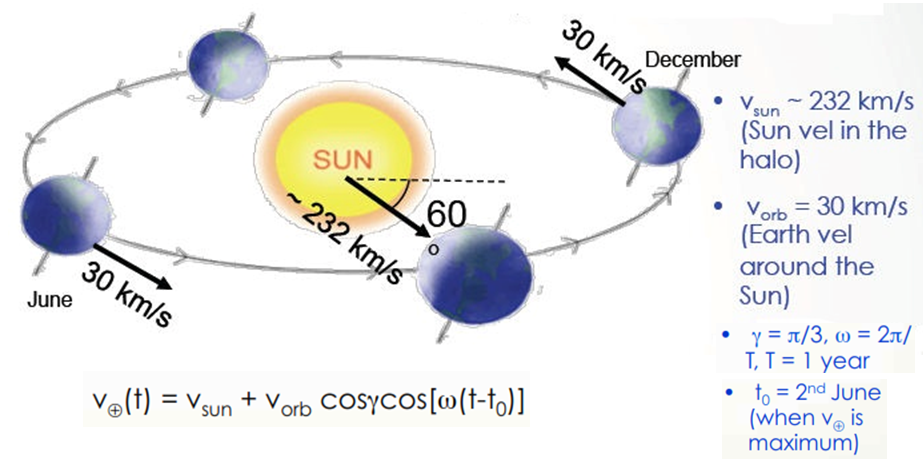 30 km/s
December
SUN
60
o
~ 232 km/s
June
30 km/s
v⊕(t) = vsun + vorb cosγcos[ω(t-t0)]
• vsun ~ 232 km/s
(Sun vel in the
halo)
• vorb = 30 km/s
(Earth vel
around the
Sun)
• γ = π/3, ω = 2π/
T, T = 1 year
• t0 = 2nd June
(when v⊕ is
maximum)